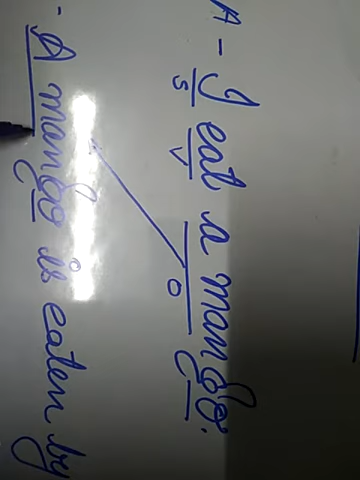 A - I eat a mango.
S V O
- A mango is eaten by